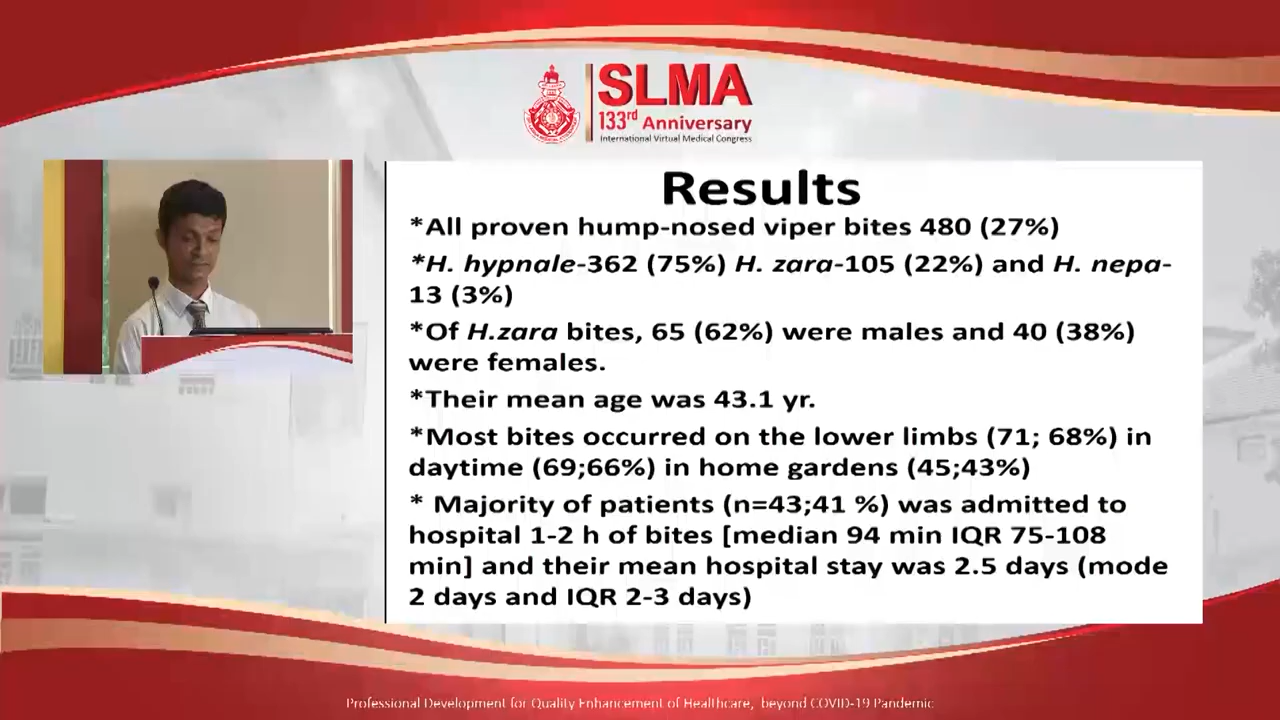 SLMA
133rd Anniversary
International Virtual Medical Congress
Results
*All proven hump-nosed viper bites 480 (27%)
*H. hypnale-362 (75%) H. zara-105 (22%) and H. nepa-
13 (3%)
*Of H.zara bites, 65 (62%) were males and 40 (38%)
were females.
*Their mean age was 43.1 yr.
*Most bites occurred on the lower limbs (71; 68%) in
daytime (69;66%) in home gardens (45;43%)
* Majority of patients (n=43;41 %) was admitted to
hospital 1-2 h of bites [median 94 min IQR 75-108
min] and their mean hospital stay was 2.5 days (mode
2 days and IQR 2-3 days)
Professional Development for Quality Enhancement of Healthcare, beyond COVID-19 Pandemic